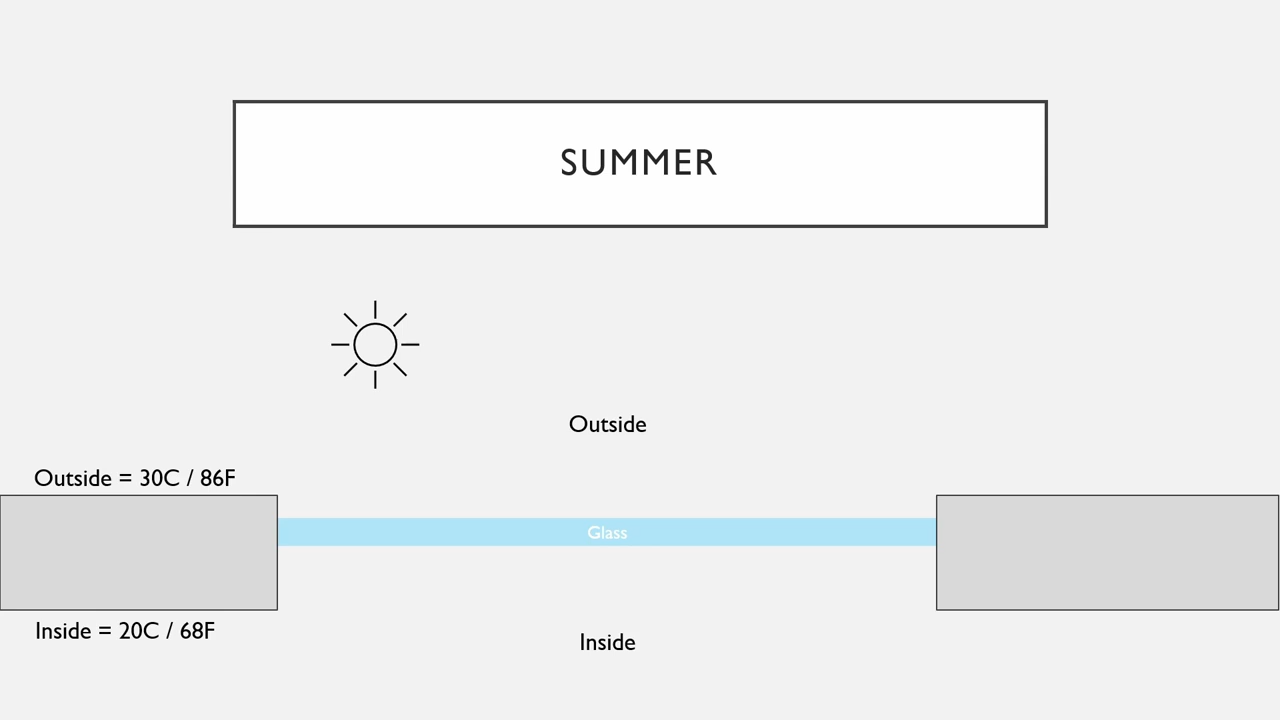 SUMMER
Outside
Outside = 30C / 86F
Glass
Inside = 20C / 68F
Inside